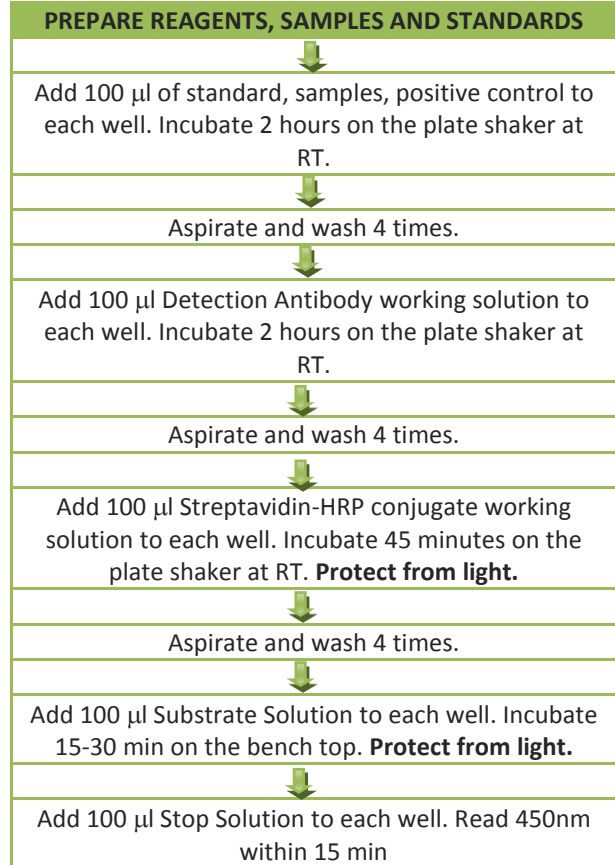 PREPARE REAGENTS, SAMPLES AND STANDARDS
Add 100 μl of standard, samples, positive control to
each well. Incubate 2 hours on the plate shaker at
RT.
Aspirate and wash 4 times.
Add 100 μl Detection Antibody working solution to
each well. Incubate 2 hours on the plate shaker at
RT.
Aspirate and wash 4 times.
Add 100 μl Streptavidin-HRP conjugate working
solution to each well. Incubate 45 minutes on the
plate shaker at RT. Protect from light.
Aspirate and wash 4 times.
Add 100 μl Substrate Solution to each well. Incubate
15-30 min on the bench top. Protect from light.
Add 100 μl Stop Solution to each well. Read 450nm
within 15 min